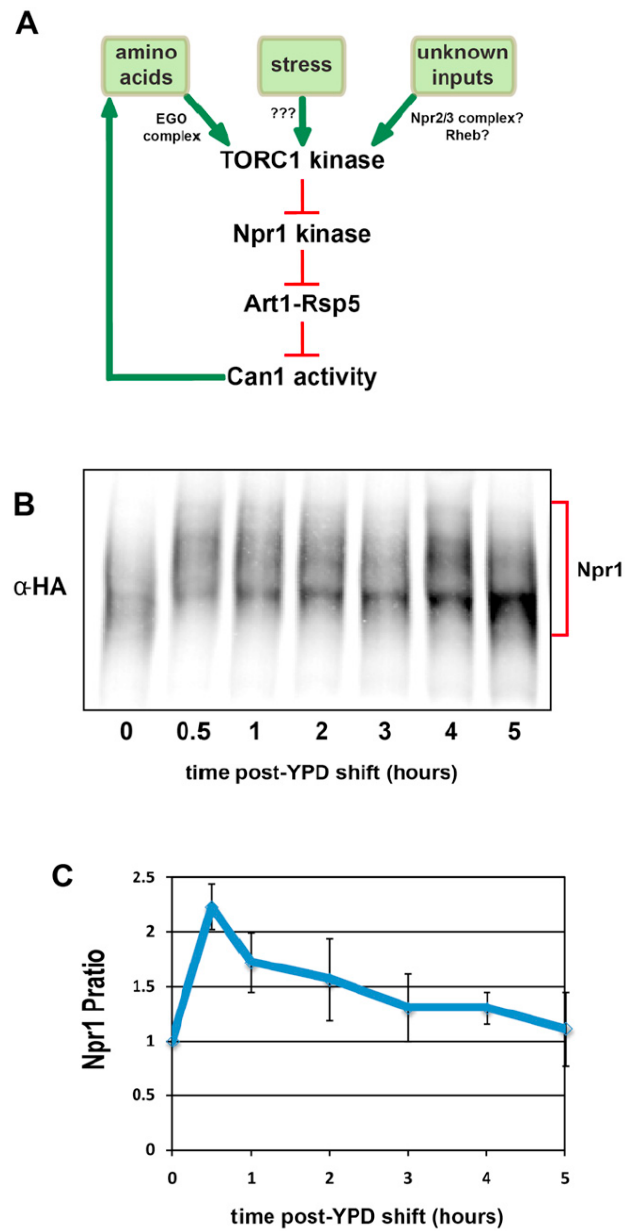 A
amino
acids
stress
unknown
inputs
EGO
complex
???
Npr2/3 complex?
Rheb?
TORC1 kinase
Npr1 kinase
Art1-Rsp5
Can1 activity
B
α-HA
Npr1
0 0.5 1 2 3 4 5
time post-YPD shift (hours)
C
Npr1 Pratio
2.5
2
1.5
1
0.5
0
0 1 2 3 4 5
time post-YPD shift (hours)